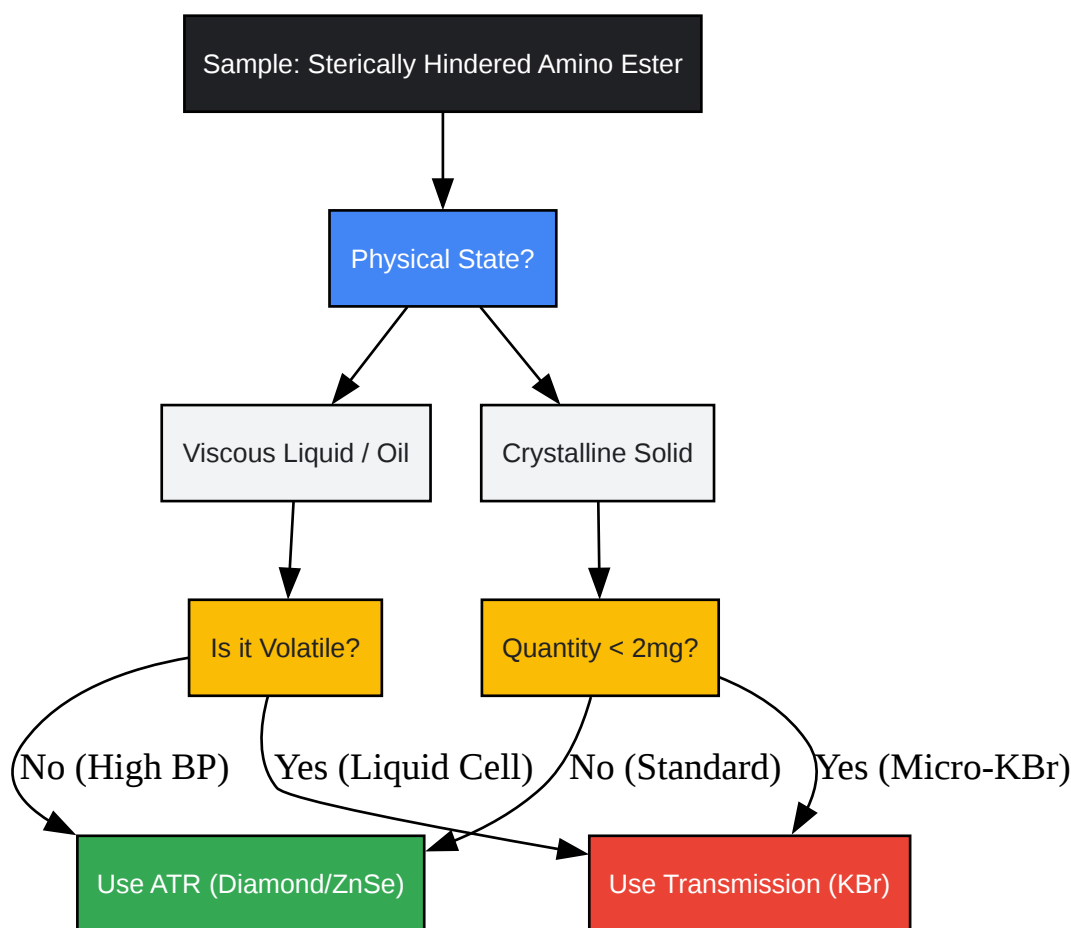 Sample: Sterically Hindered Amino Ester
Physical State?
Viscous Liquid / Oil
Crystalline Solid
Is it Volatile?
Quantity < 2mg?
No (High BP)
Yes (Liquid Cell)
No (Standard)
Yes (Micro-KBr)
Use ATR (Diamond/ZnSe)
Use Transmission (KBr)